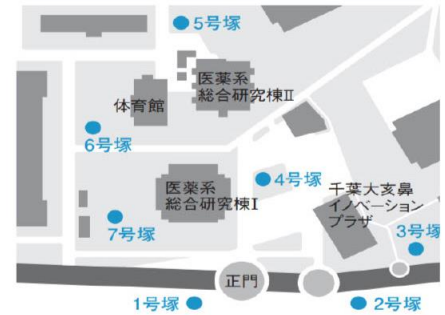 5号塚
医薬系
総合研究棟II
体育館
6号塚
医薬系
総合研究棟I
4号塚
千葉大亥鼻
イノベーション
プラザ
7号塚
3号塚
正門
1号塚
2号塚